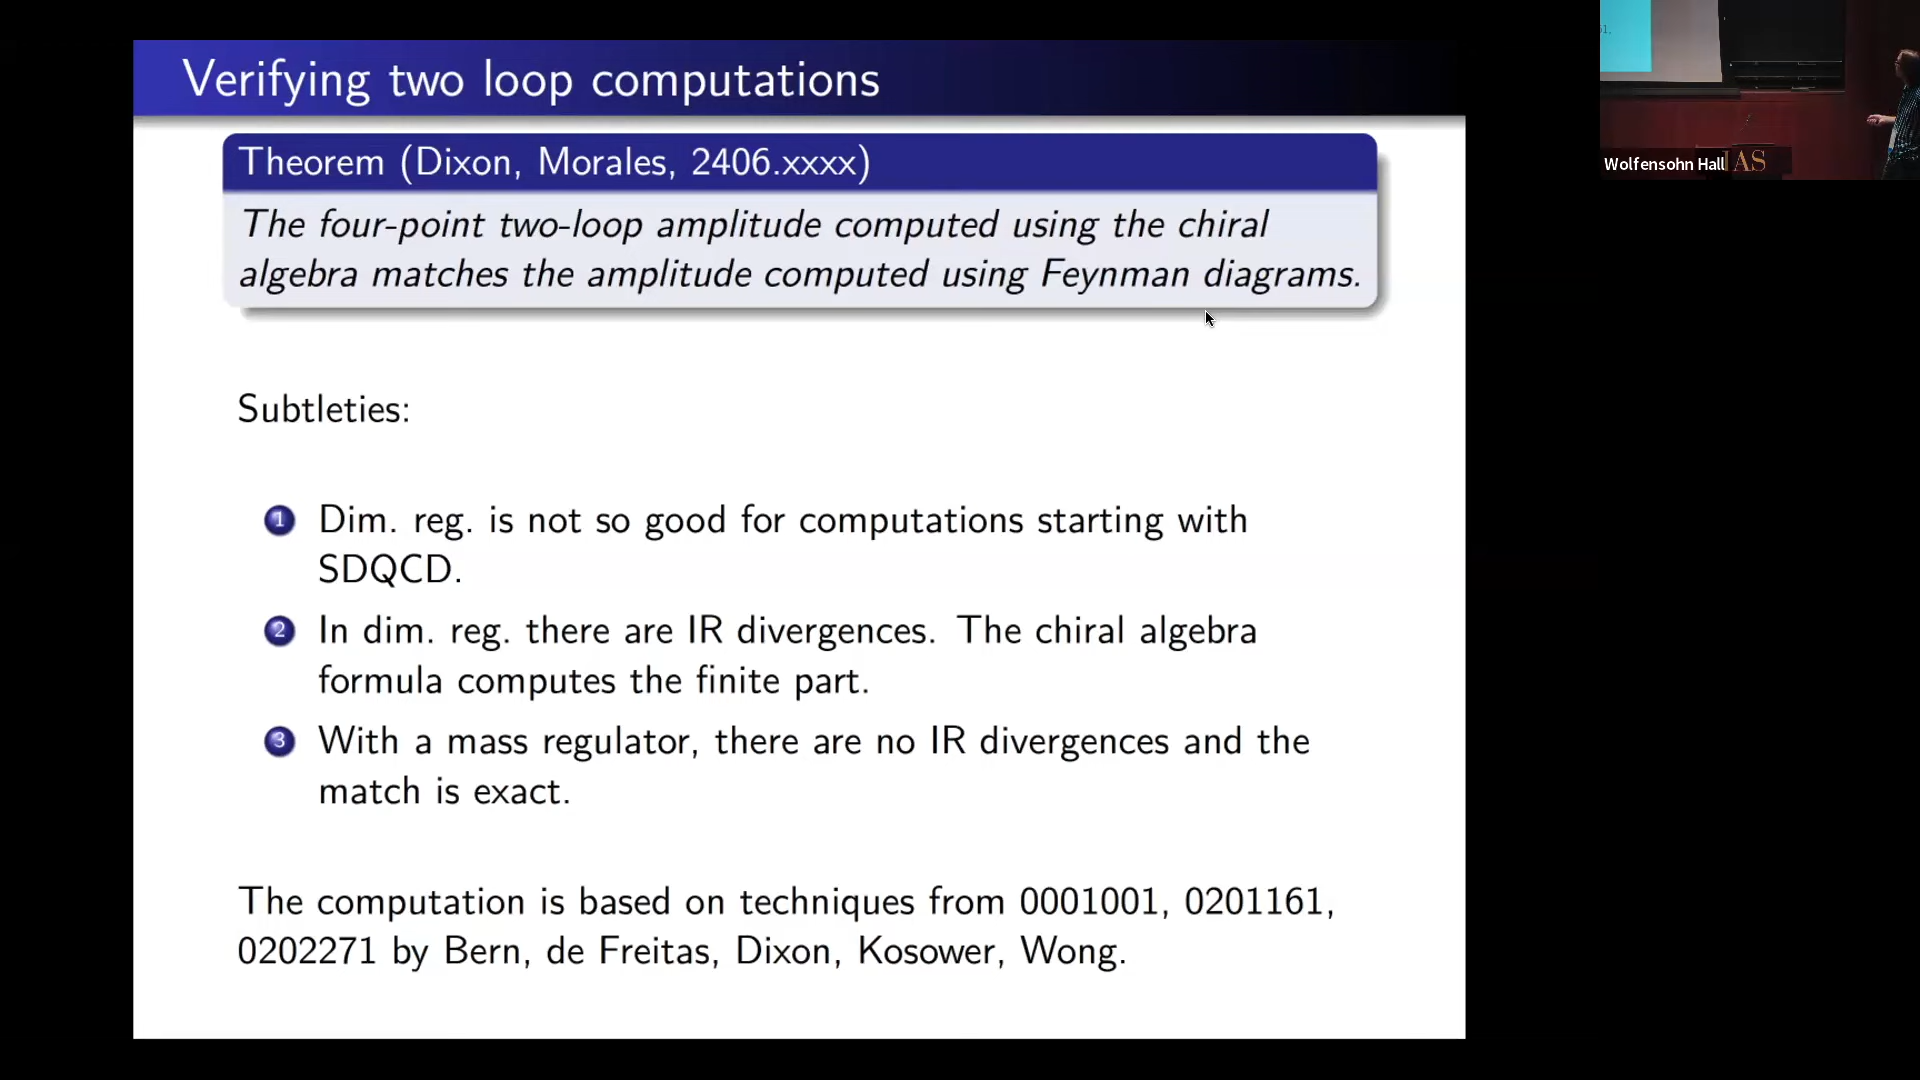 Verifying two loop computations
Theorem (Dixon, Morales, 2406.xxxx)
The four-point two-loop amplitude computed using the chiral
algebra matches the amplitude computed using Feynman diagrams.
Subtleties:
1 Dim. reg. is not so good for computations starting with
SDQCD.
2 In dim. reg. there are IR divergences. The chiral algebra
formula computes the finite part.
3 With a mass regulator, there are no IR divergences and the
match is exact.
The computation is based on techniques from 0001001, 0201161,
0202271 by Bern, de Freitas, Dixon, Kosower, Wong.
Wolfensohn Hall
IAS